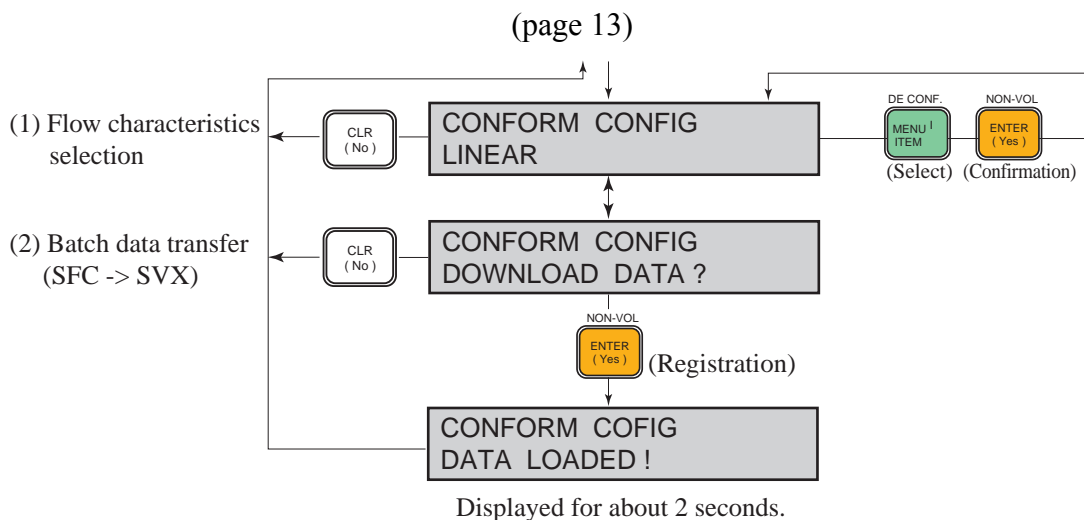 (page 13)
(1) Flow characteristics
selection
CLR
( No )
CONFORM CONFIG
LINEAR
DE CONF.
MENU I
ITEM
(Select)
NON-VOL
ENTER
( Yes )
(Confirmation)
(2) Batch data transfer
(SFC -> SVX)
CLR
( No )
CONFORM CONFIG
DOWNLOAD DATA ?
NON-VOL
ENTER
( Yes )
(Registration)
CONFORM COFIG
DATA LOADED !
Displayed for about 2 seconds.